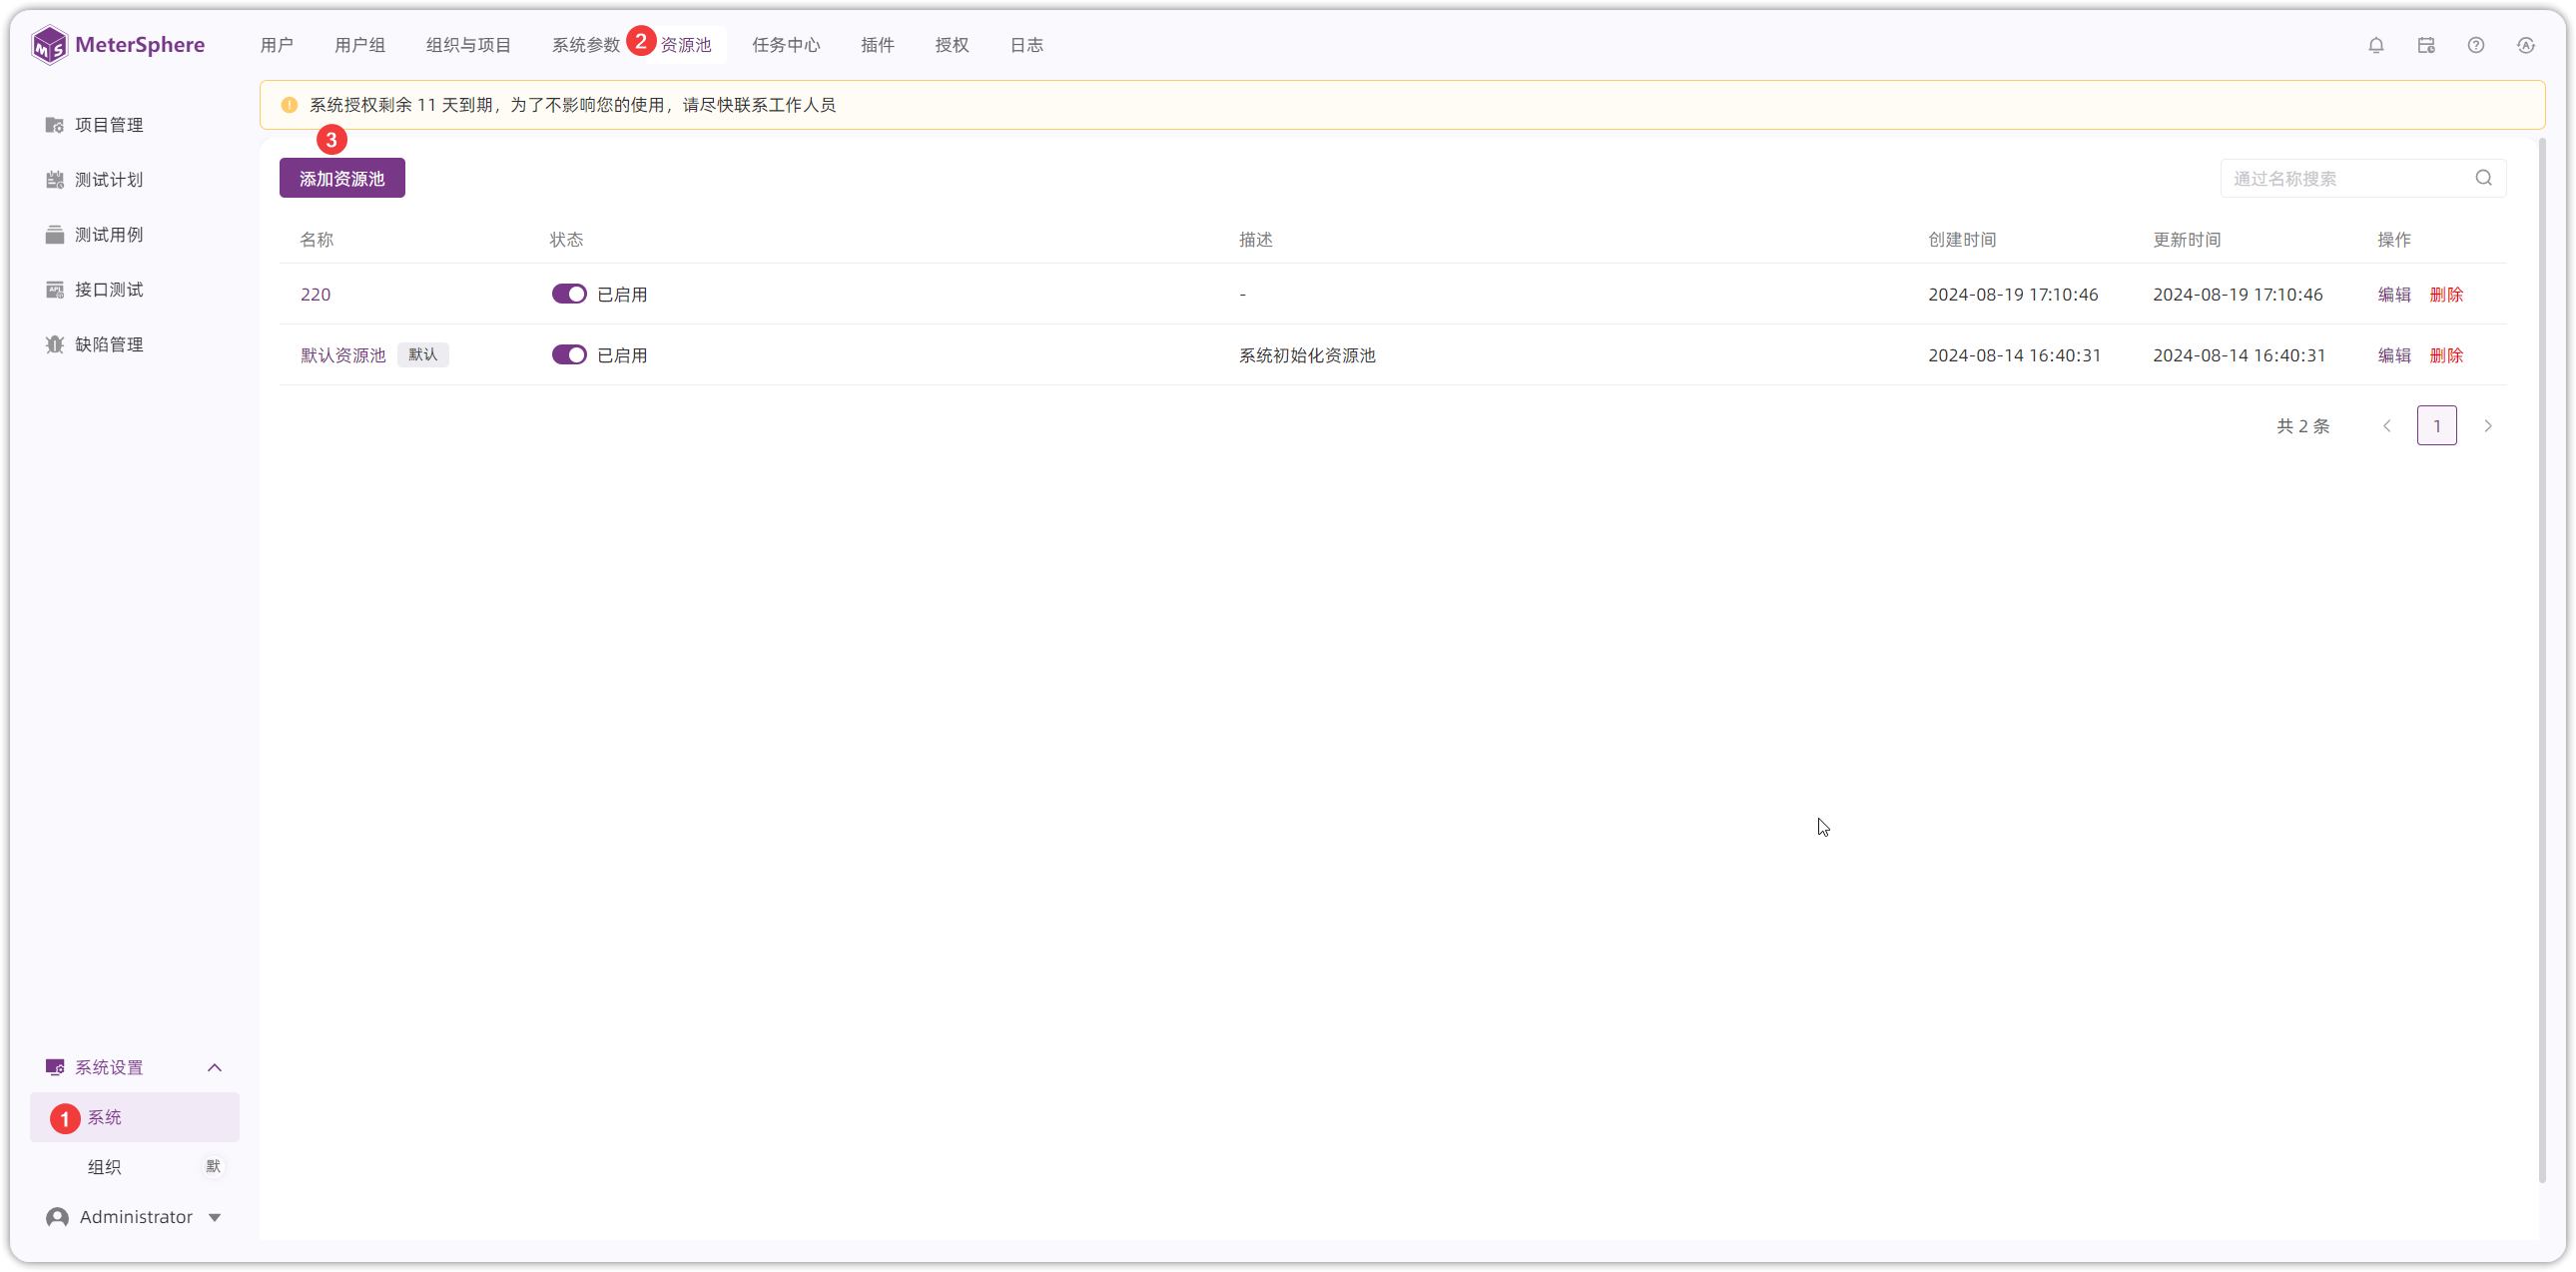 MeterSphere
用户 用户组 组织与项目 系统参数 2 资源池 任务中心 插件 授权 日志
系统授权剩余 11 天到期，为了不影响您的使用，请尽快联系工作人员
3
项目管理
测试计划
测试用例
接口测试
缺陷管理
添加资源池
通过名称搜索
名称 状态 描述 创建时间 更新时间 操作
220 已启用 - 2024-08-19 17:10:46 2024-08-19 17:10:46 编辑 删除
默认资源池 默认 已启用 系统初始化资源池 2024-08-14 16:40:31 2024-08-14 16:40:31 编辑 删除
共 2 条 1
系统设置
1 系统
组织 默
Administrator